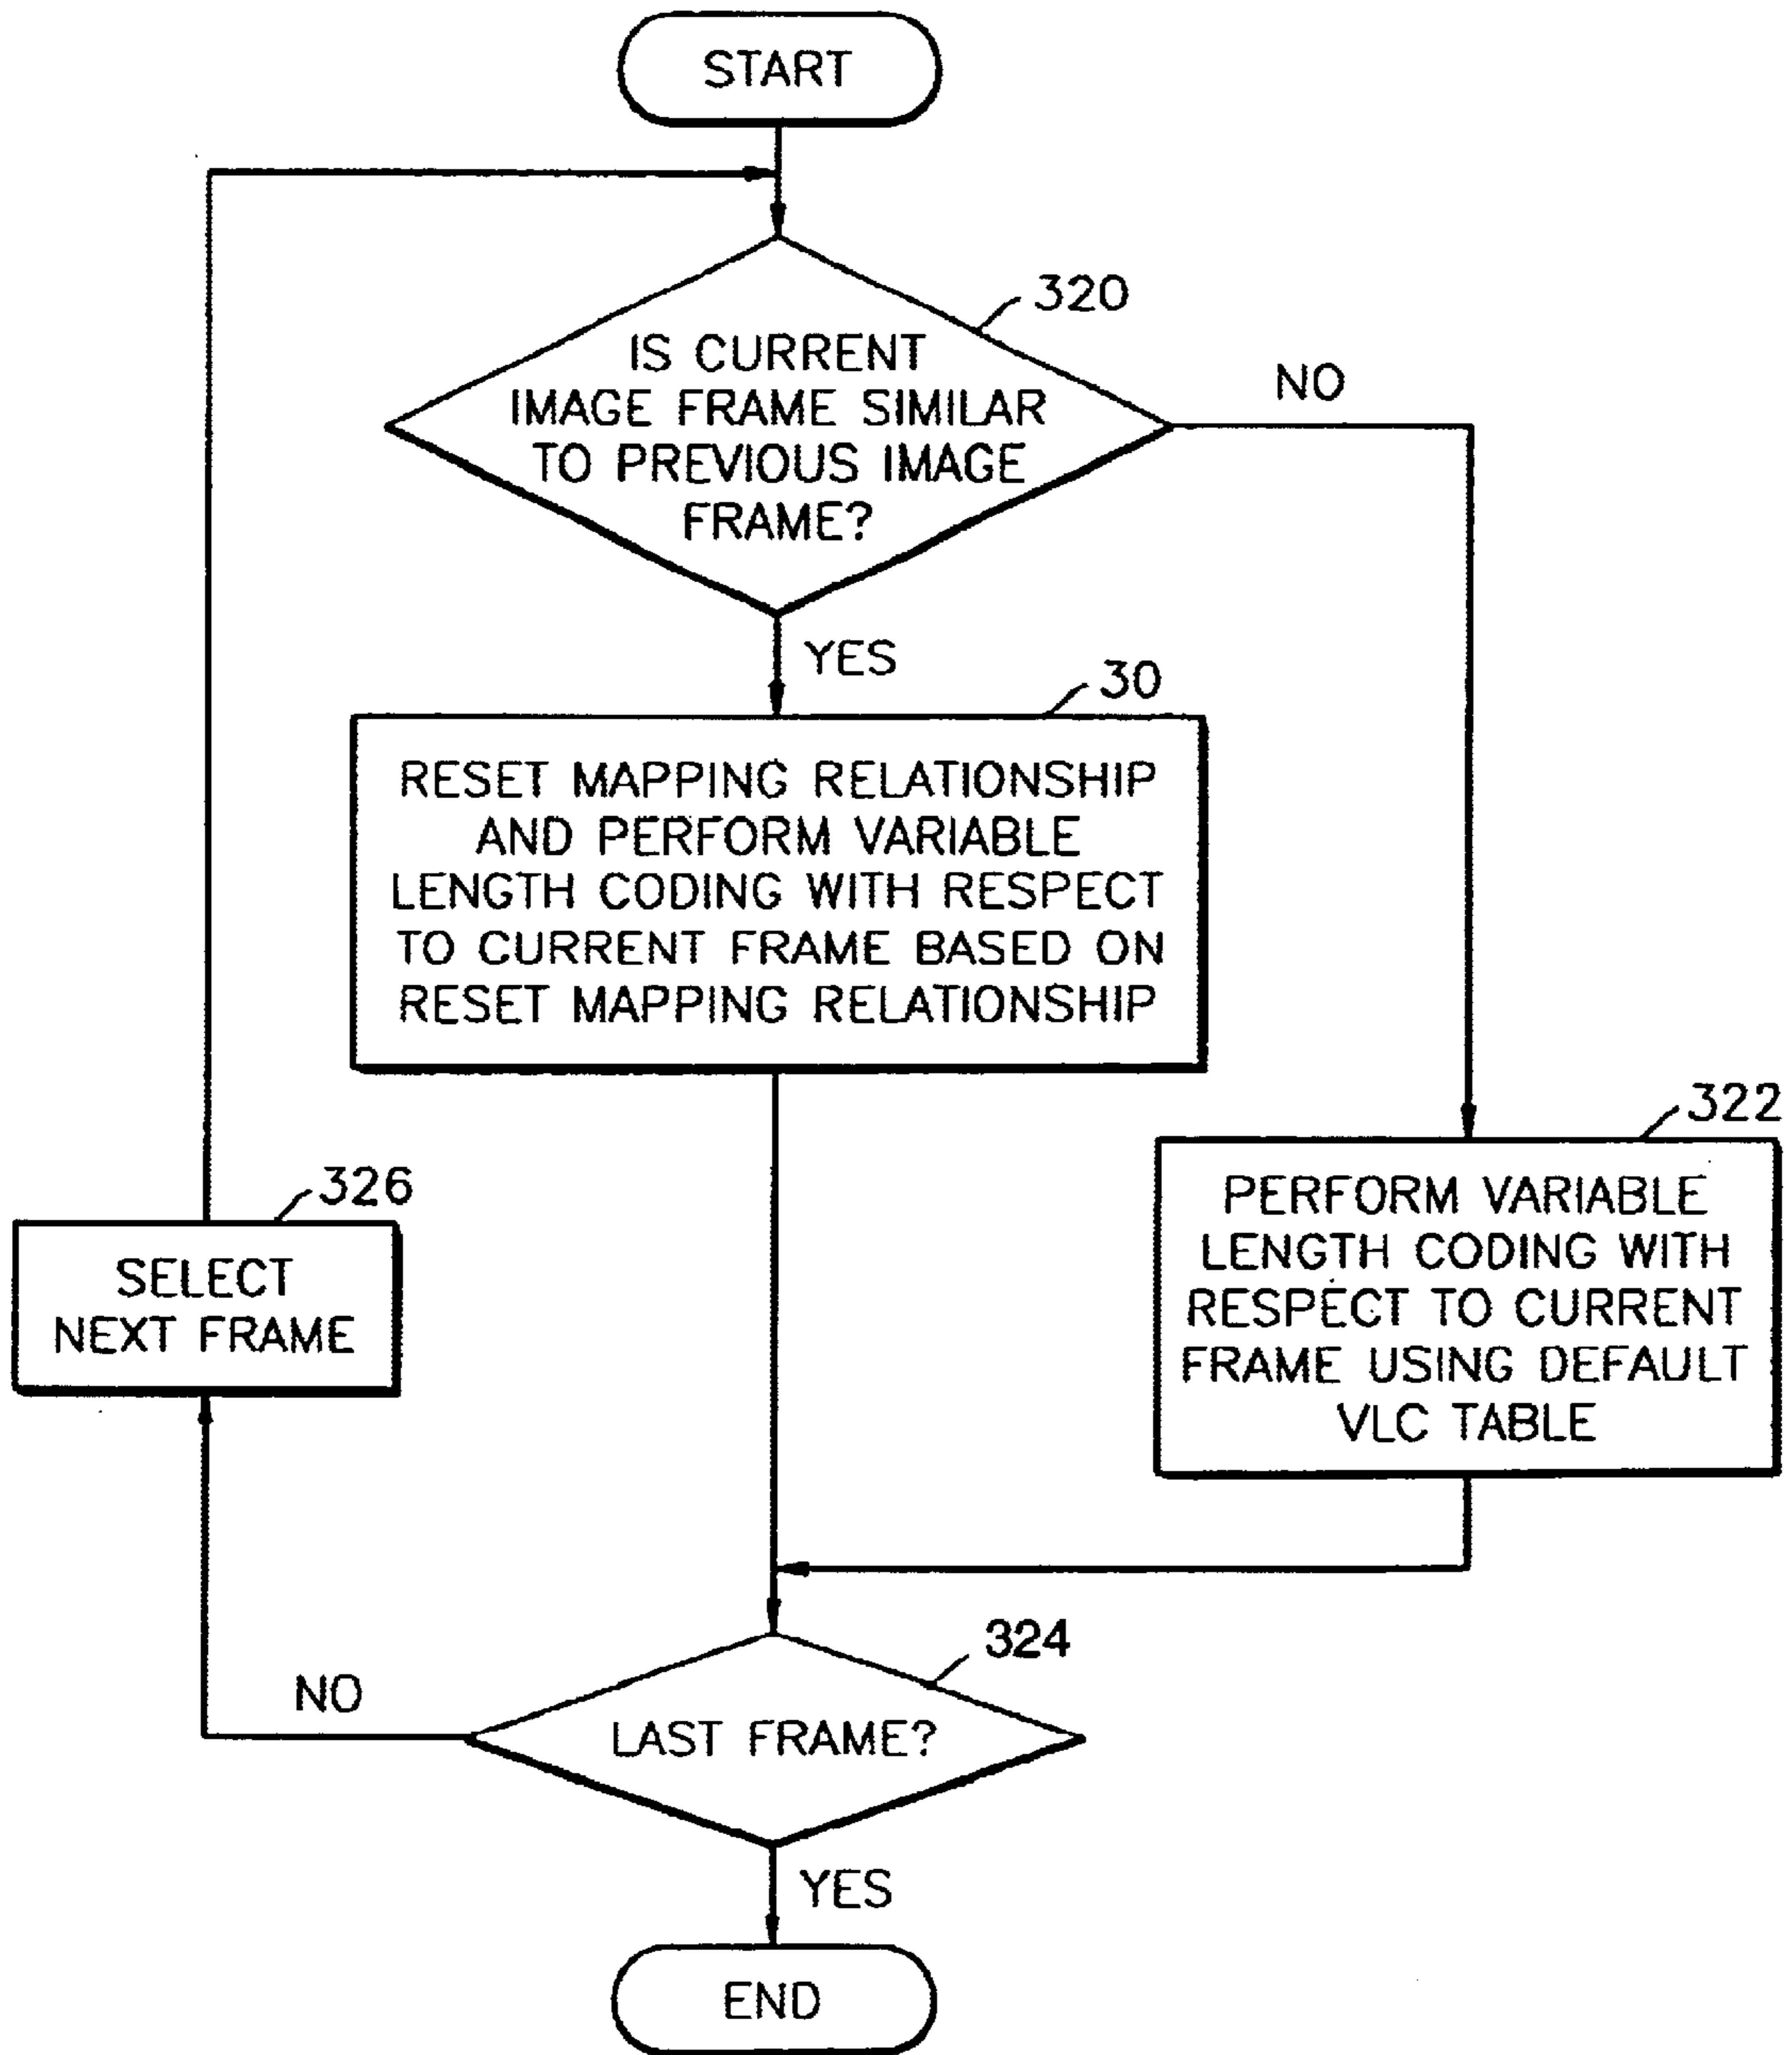 START
320
IS CURRENT
IMAGE FRAME SIMILAR
TO PREVIOUS IMAGE
FRAME?
NO
YES
30
RESET MAPPING RELATIONSHIP
AND PERFORM VARIABLE
LENGTH CODING WITH RESPECT
TO CURRENT FRAME BASED ON
RESET MAPPING RELATIONSHIP
322
PERFORM VARIABLE
LENGTH CODING WITH
RESPECT TO CURRENT
FRAME USING DEFAULT
VLC TABLE
326
SELECT
NEXT FRAME
324
LAST FRAME?
NO
YES
END